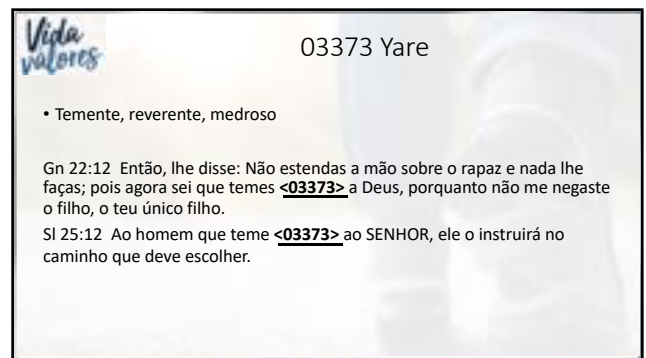 Vida
valores
03373 Yare
• Temente, reverente, medroso
Gn 22:12 Então, lhe disse: Não estendas a mão sobre o rapaz e nada lhe
faças; pois agora sei que temes <03373> a Deus, porquanto não me negaste
o filho, o teu único filho.
Sl 25:12 Ao homem que teme <03373> ao SENHOR, ele o instruirá no
caminho que deve escolher.